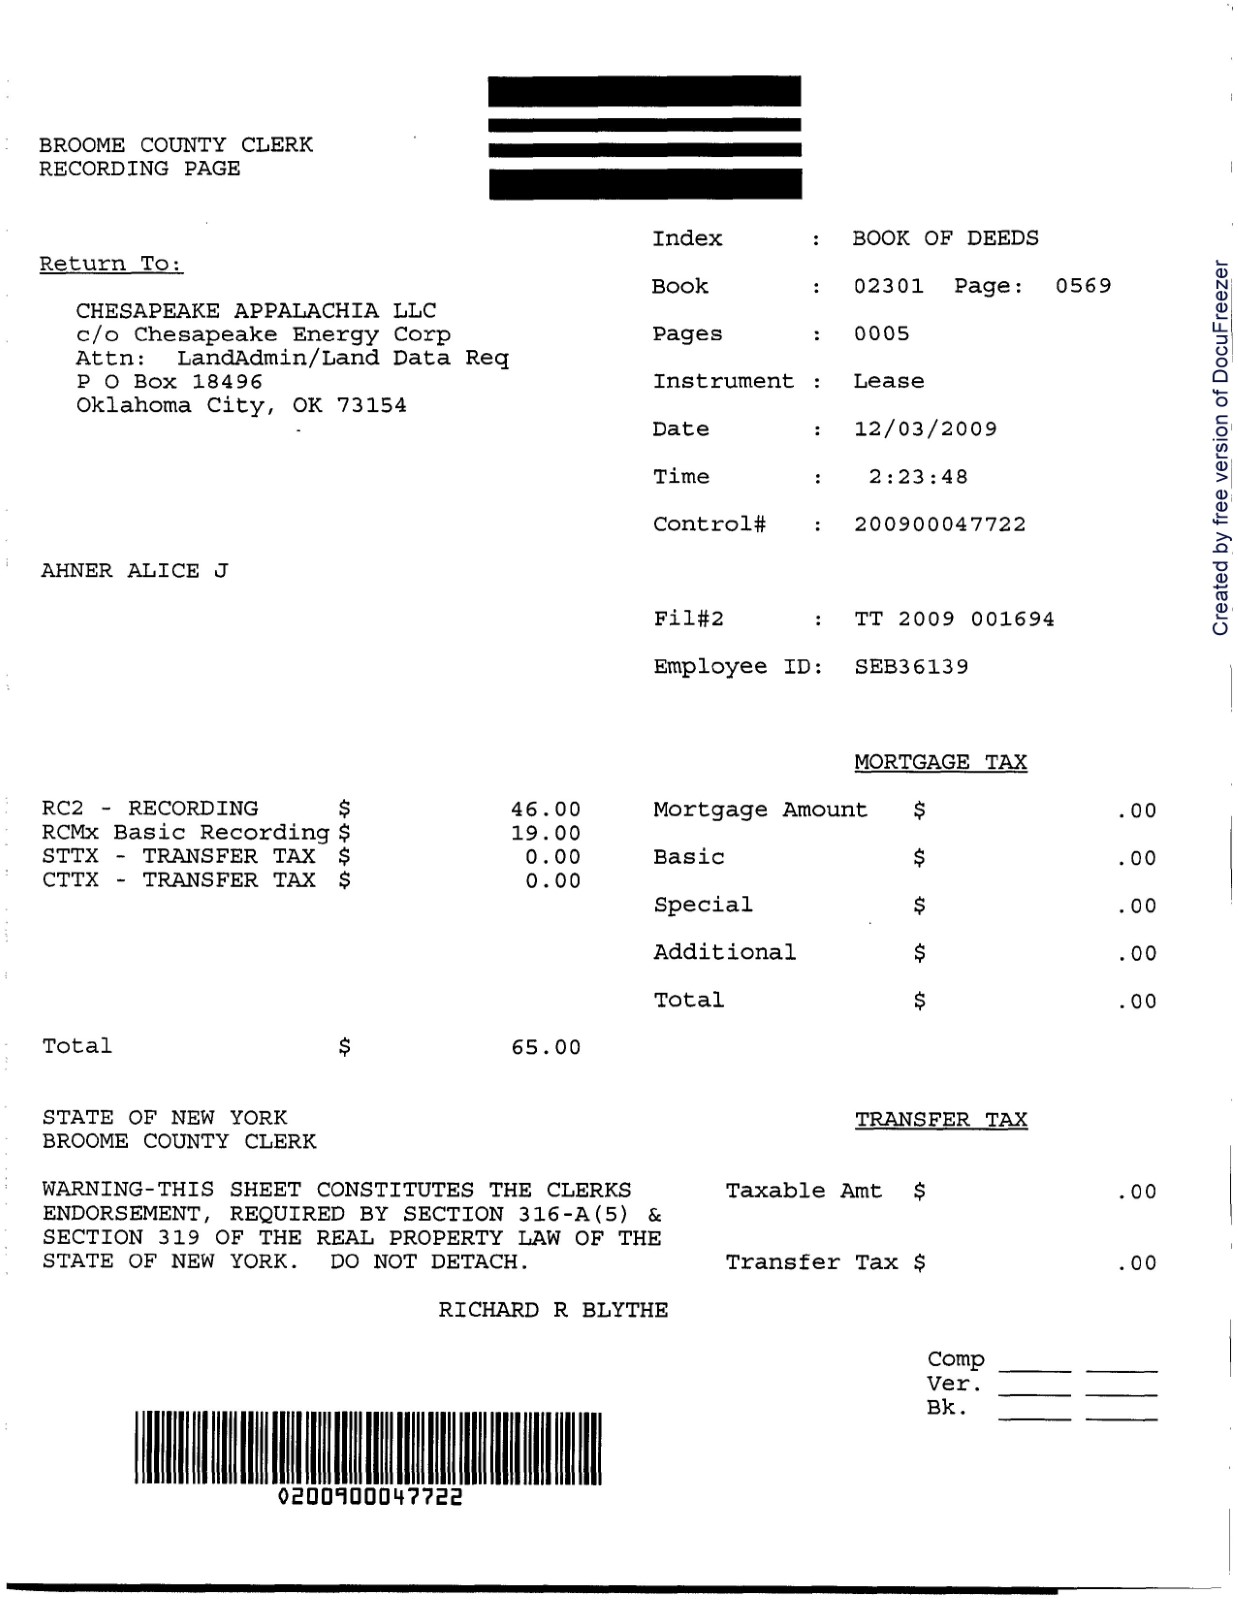 BROOME COUNTY CLERK
RECORDING PAGE
Return To:
CHESAPEAKE APPALACHIA LLC
c/o Chesapeake Energy Corp
Attn: LandAdmin/Land Data Req
P O Box 18496
Oklahoma City, OK 73154
AHNER ALICE J
Index : BOOK OF DEEDS
Book : 02301 Page: 0569
Pages : 0005
Instrument : Lease
Date : 12/03/2009
Time : 2:23:48
Control# : 200900047722
Fil#2 : TT 2009 001694
Employee ID: SEB36139
RC2 - RECORDING $ 46.00
RCMx Basic Recording $ 19.00
STTX - TRANSFER TAX $ 0.00
CTTX - TRANSFER TAX $ 0.00
Total $ 65.00
MORTGAGE TAX
Mortgage Amount $ .00
Basic $ .00
Special $ .00
Additional $ .00
Total $ .00
STATE OF NEW YORK
BROOME COUNTY CLERK
WARNING-THIS SHEET CONSTITUTES THE CLERKS
ENDORSEMENT, REQUIRED BY SECTION 316-A(5) &
SECTION 319 OF THE REAL PROPERTY LAW OF THE
STATE OF NEW YORK. DO NOT DETACH.
TRANSFER TAX
Taxable Amt $ .00
Transfer Tax $ .00
RICHARD R BLYTHE
Comp
Ver.
Bk.
0200900047722
Created by free version of DocuFreezer